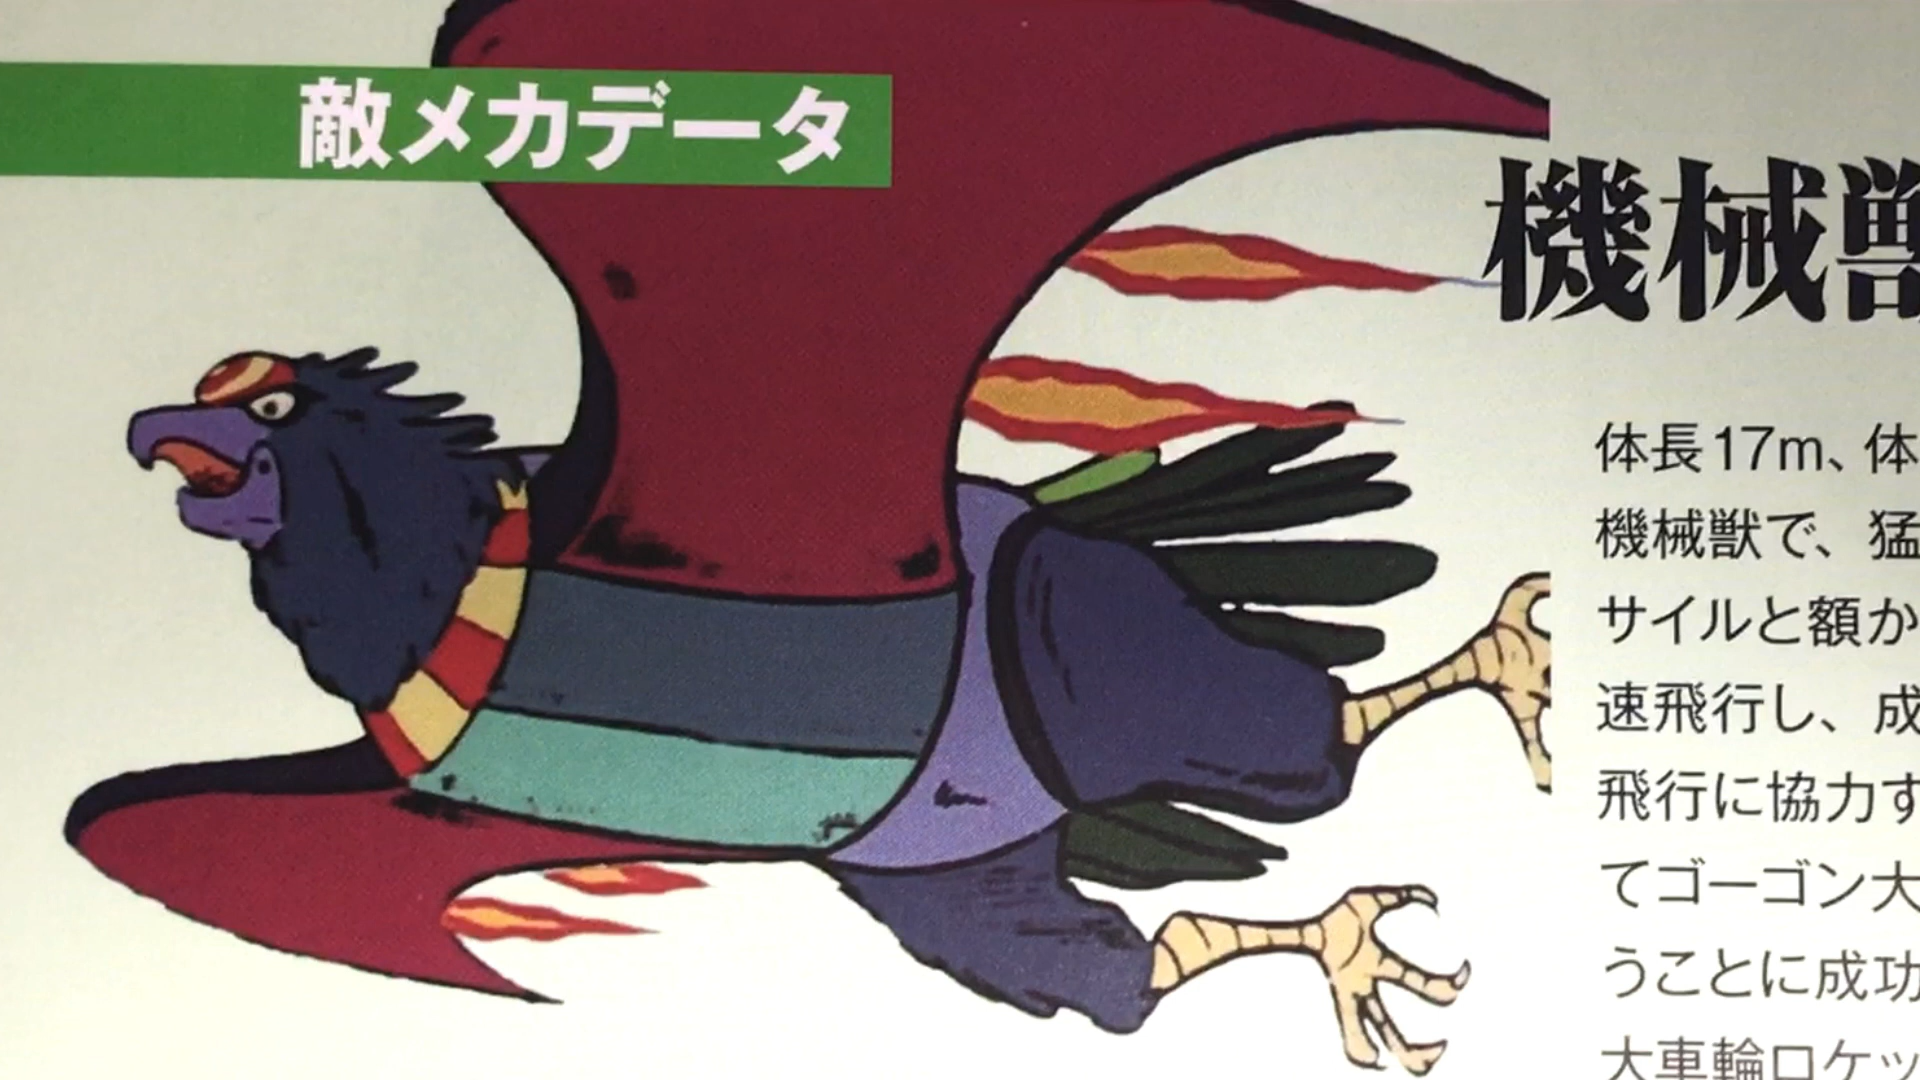 敵メカデータ
機械獣
体長17m、体
機械獣で、猛
サイルと額か
速飛行し、成
飛行に協力す
てゴーゴン大
うことに成功
大車輪ロケッ